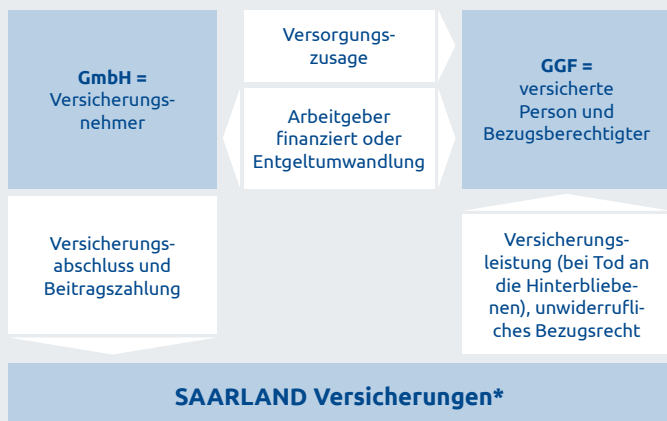 GmbH =
Versicherungs-
nehmer
Versorgungs-
zusage
Arbeitgeber
finanziert oder
Entgeltumwandlung
GGF =
versicherte
Person und
Bezugsberechtigter
Versicherungs-
abschluss und
Beitragszahlung
Versicherungs-
leistung (bei Tod an
die Hinterbliebe-
nen), unwiderrufli-
ches Bezugsrecht
SAARLAND Versicherungen*